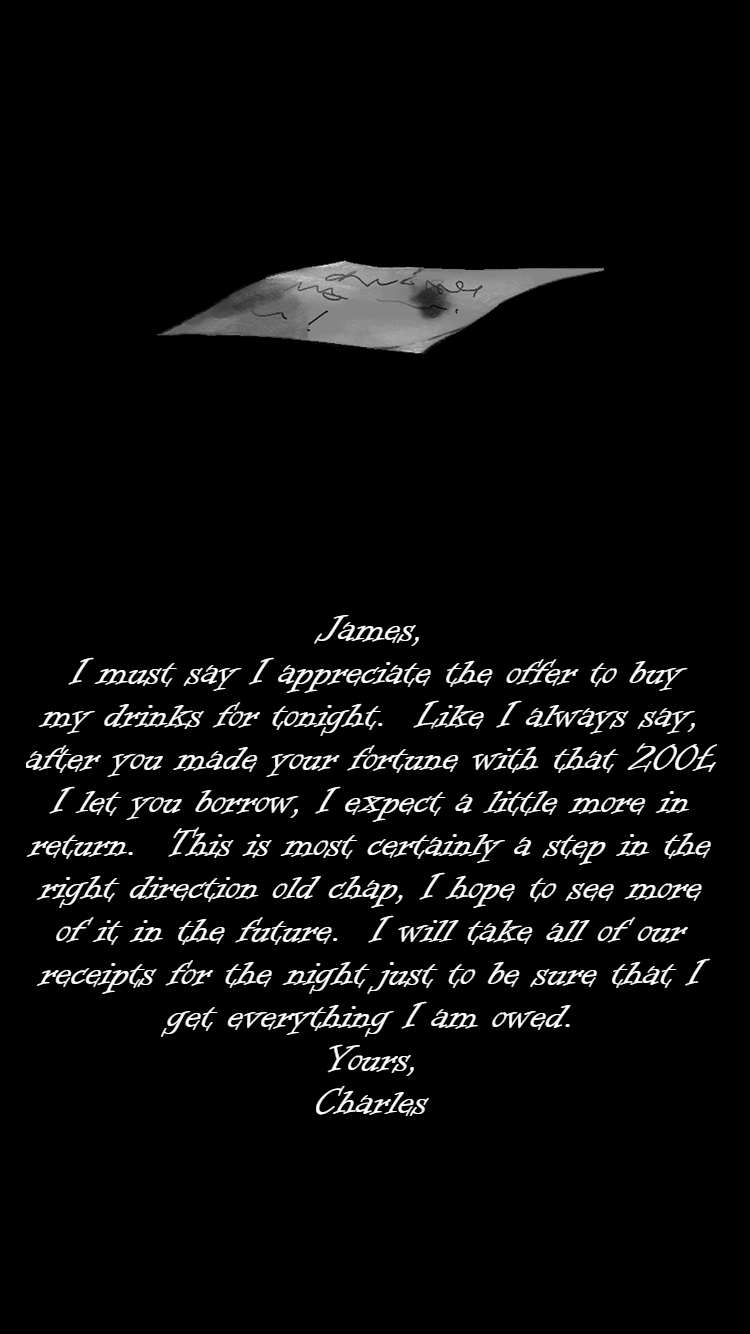 James,
I must say I appreciate the offer to buy
my drinks for tonight. Like I always say,
after you made your fortune with that 200£
I let you borrow, I expect a little more in
return. This is most certainly a step in the
right direction old chap, I hope to see more
of it in the future. I will take all of our
receipts for the night just to be sure that I
get everything I am owed.
Yours,
Charles